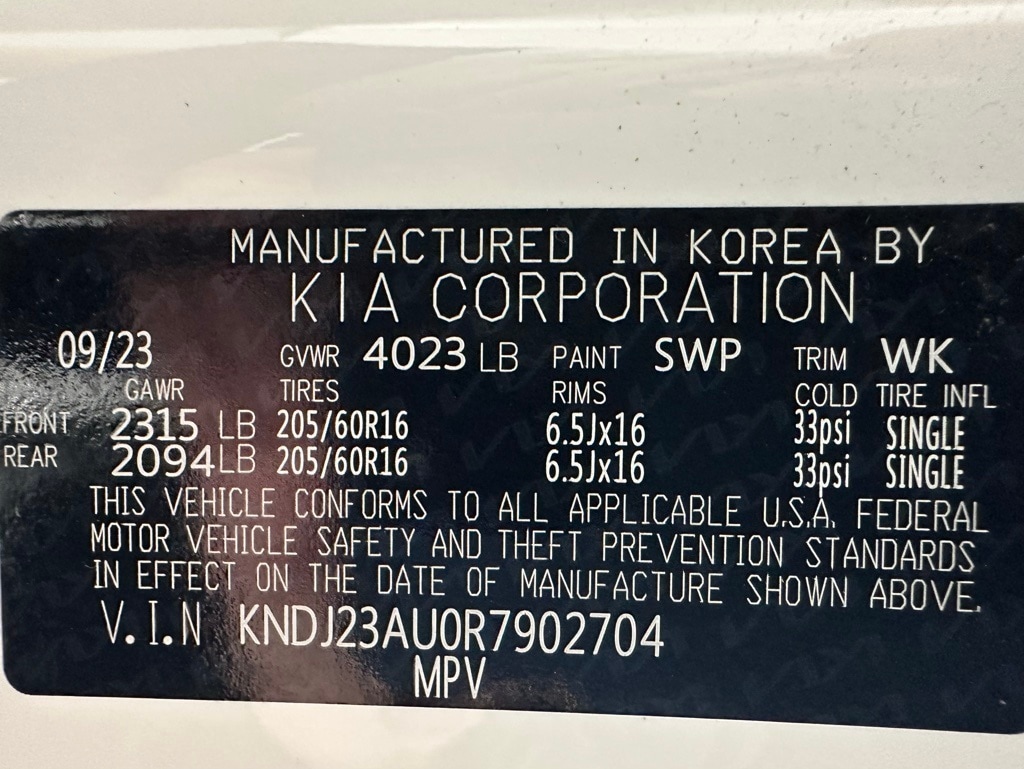 MANUFACTURED IN KOREA BY
KIA CORPORATION
09/23 GVWR 4023 LB PAINT SWP TRIM WK
GAWR TIRES RIMS COLD TIRE INFL
FRONT 2315 LB 205/60R16 6.5Jx16 33psi SINGLE
REAR 2094 LB 205/60R16 6.5Jx16 33psi SINGLE
THIS VEHICLE CONFORMS TO ALL APPLICABLE U.S.A. FEDERAL
MOTOR VEHICLE SAFETY AND THEFT PREVENTION STANDARDS
IN EFFECT ON THE DATE OF MANUFACTURE SHOWN ABOVE.
V.I.N KNDJ23AU0R7902704
MPV